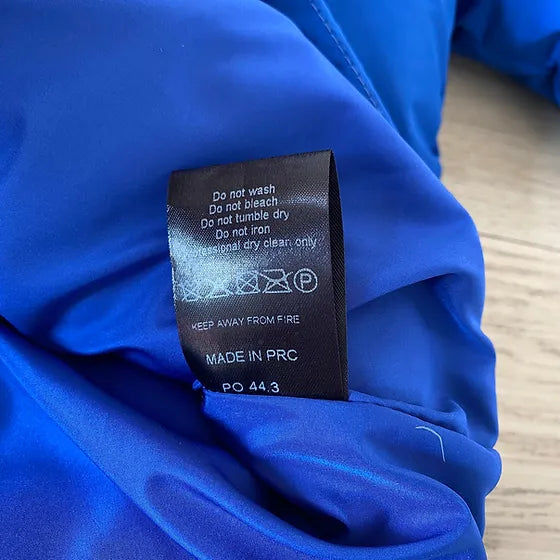 Do not wash
Do not bleach
Do not tumble dry
Do not iron
dry clean only
P
KEEP AWAY FROM FIRE
MADE IN PRC
PO 44.3